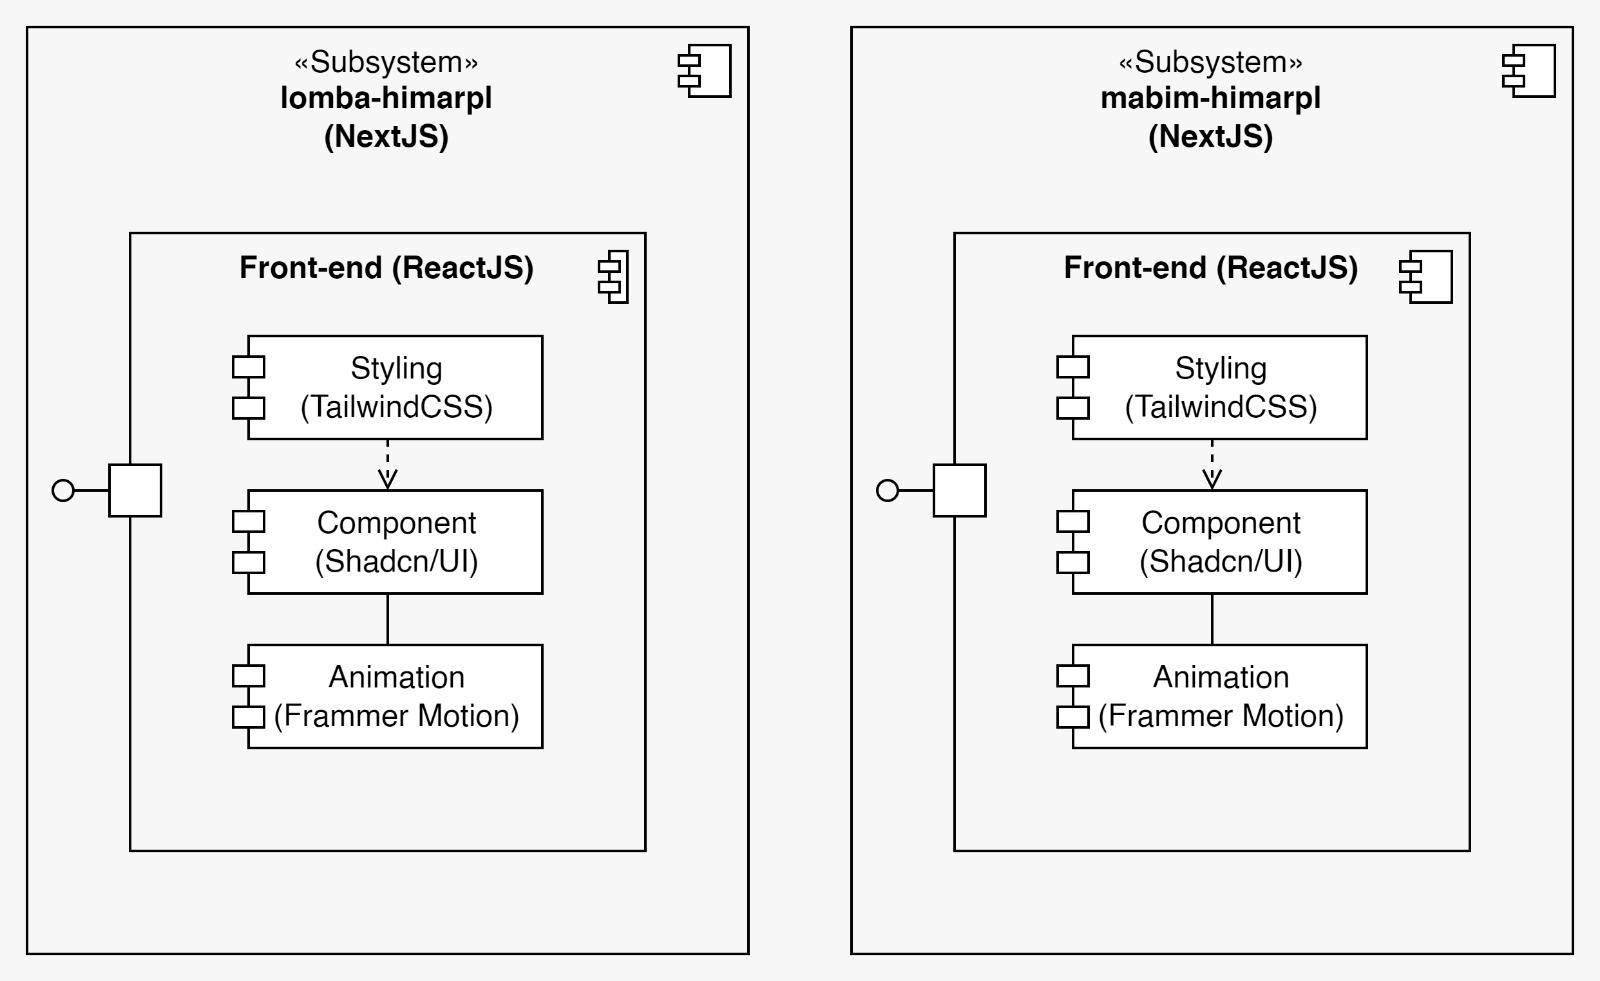 «Subsystem»
lomba-himarpl
(NextJS)
Front-end (ReactJS)
Styling
(TailwindCSS)
Component
(Shadcn/UI)
Animation
(Frammer Motion)
«Subsystem»
mabim-himarpl
(NextJS)
Front-end (ReactJS)
Styling
(TailwindCSS)
Component
(Shadcn/UI)
Animation
(Frammer Motion)